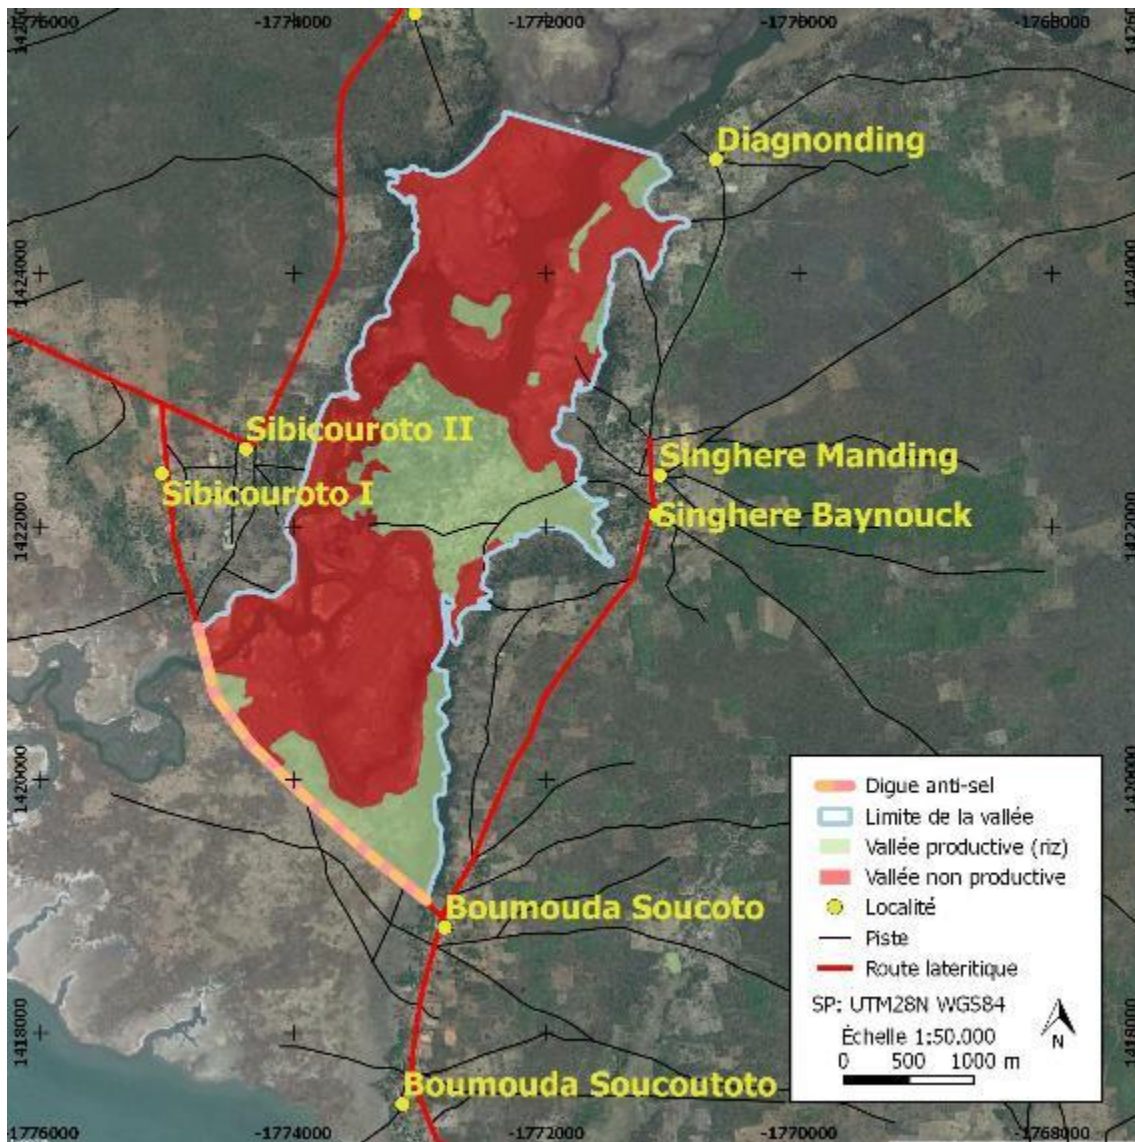 -1776000 -1774000 -1772000 -1770000 -1768000
Diagnonding
1424000 1424000
Sibicouroto II
Singhere Manding
Sibicouroto I
Singhere Baynouck
1422000 1422000
1420000 1420000
Digue anti-sel
Limite de la vallée
Vallée productive (riz)
Vallée non productive
Localité
Piste
Route lateritique
SP: UTM28N WGS84
Échelle 1:50.000
0 500 1000 m
N
Boumouda Soucoto
1418000 1418000
Boumouda Soucoutoto
-1776000 -1774000 -1772000 -1770000 -1768000